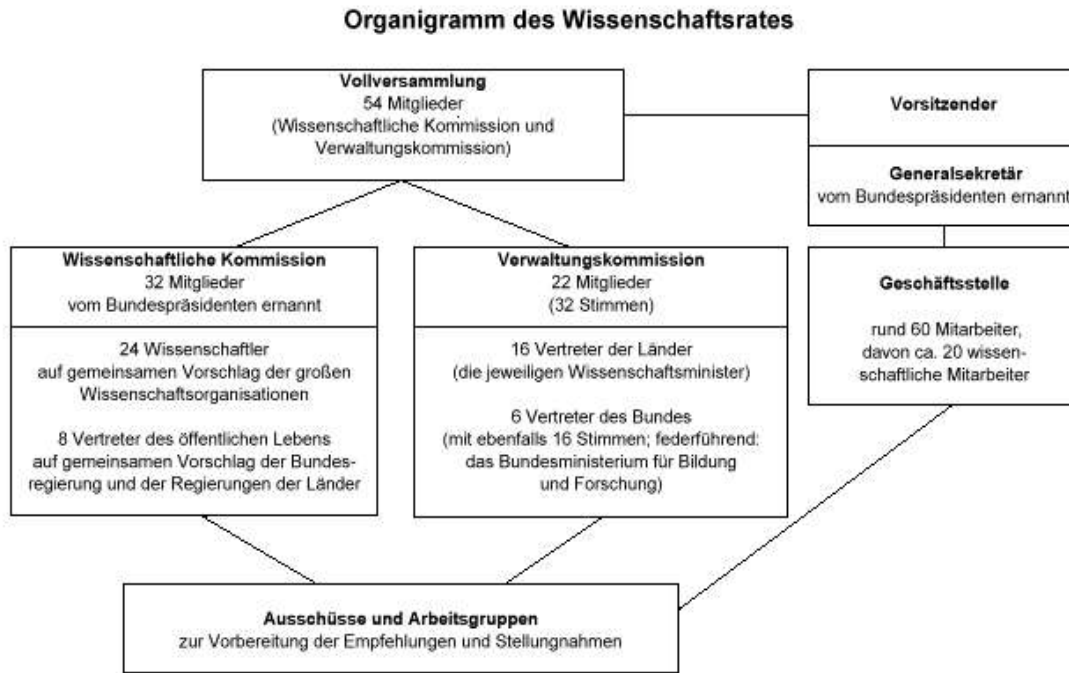 Organigramm des Wissenschaftsrates
Vollversammlung
54 Mitglieder
(Wissenschaftliche Kommission und
Verwaltungskommission)
Vorsitzender
Generalsekretär
vom Bundespräsidenten ernannt
Wissenschaftliche Kommission
32 Mitglieder
vom Bundespräsidenten ernannt
24 Wissenschaftler
auf gemeinsamen Vorschlag der großen
Wissenschaftsorganisationen
8 Vertreter des öffentlichen Lebens
auf gemeinsamen Vorschlag der Bundes-
regierung und der Regierungen der Länder
Verwaltungskommission
22 Mitglieder
(32 Stimmen)
16 Vertreter der Länder
(die jeweiligen Wissenschaftsminister)
6 Vertreter des Bundes
(mit ebenfalls 16 Stimmen; federführend:
das Bundesministerium für Bildung
und Forschung)
Geschäftsstelle
rund 60 Mitarbeiter,
davon ca. 20 wissen-
schaftliche Mitarbeiter
Ausschüsse und Arbeitsgruppen
zur Vorbereitung der Empfehlungen und Stellungnahmen